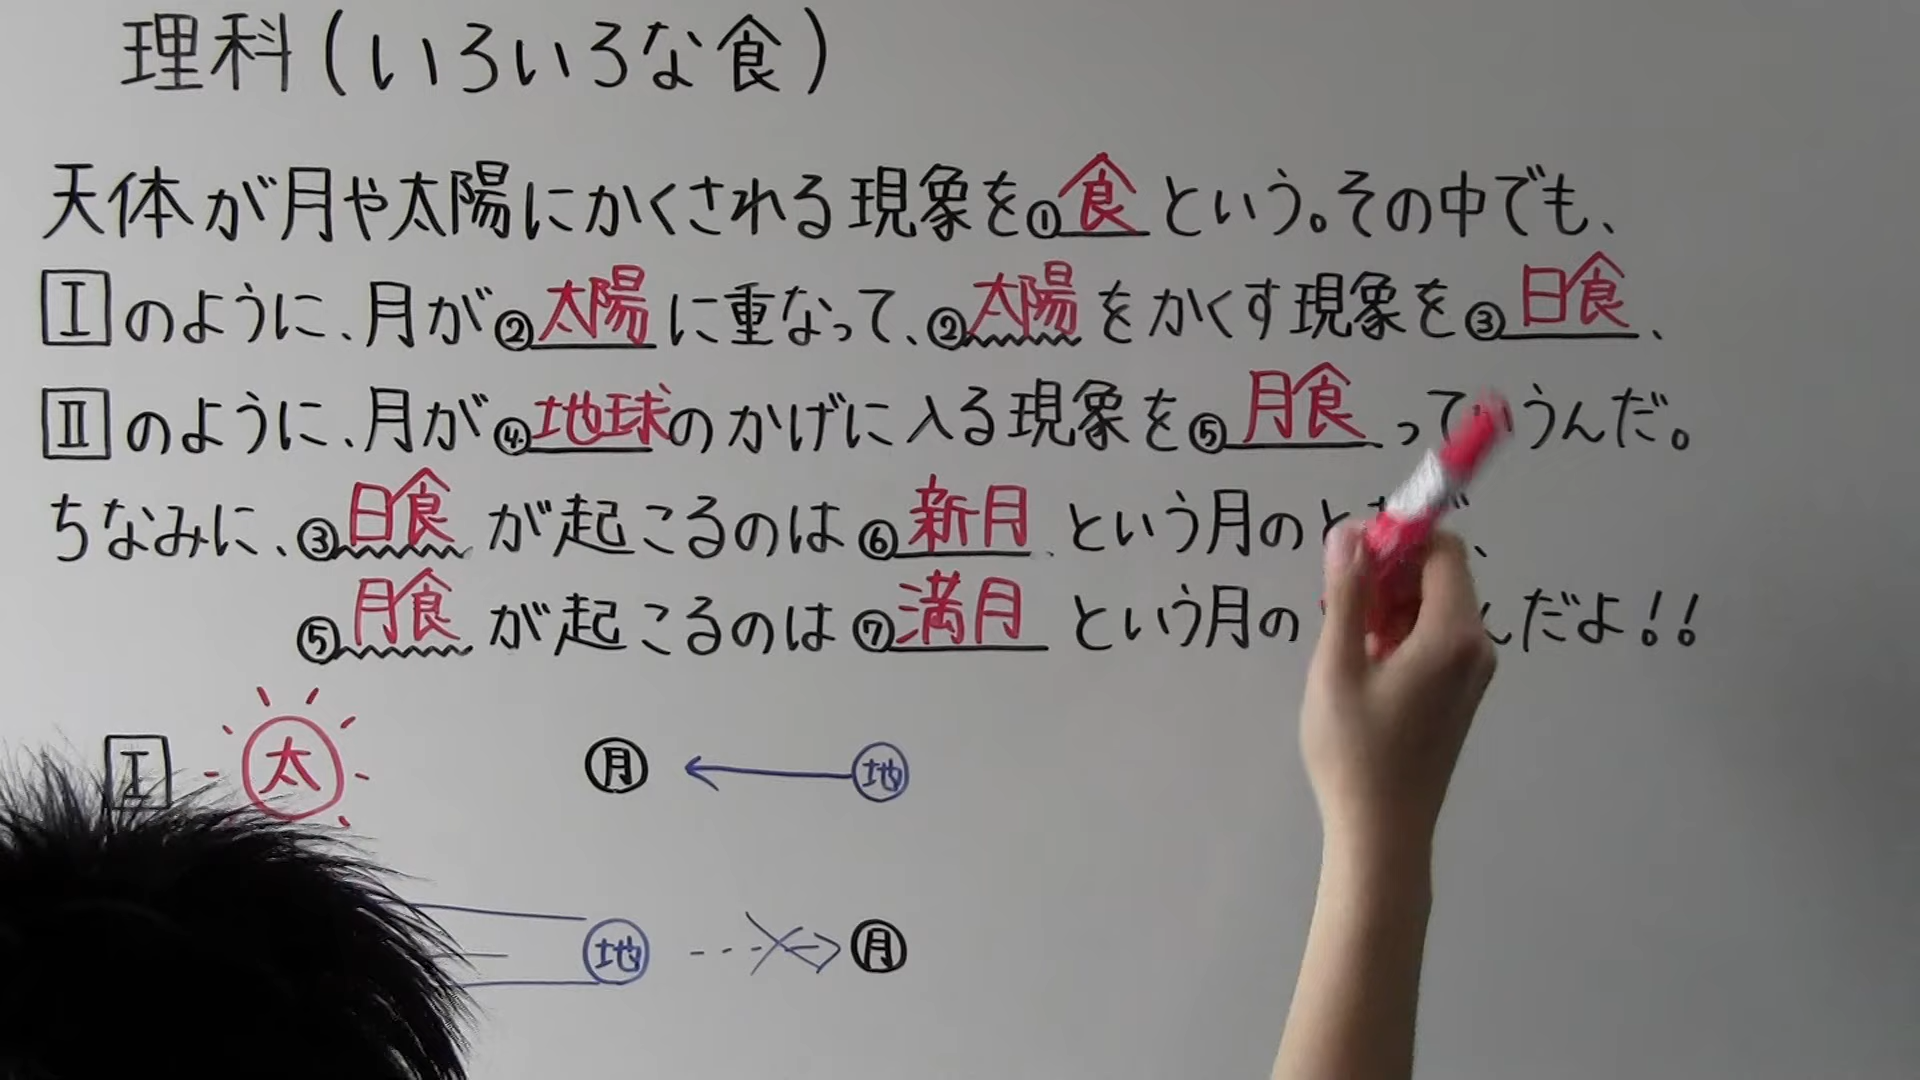 理科(いろいろな食)
天体が月や太陽にかくされる現象を①食という。その中でも、
Ⅰのように、月が②太陽に重なって、②太陽をかくす現象を③日食、
Ⅱのように、月が④地球のかげに入る現象を⑤月食っていうんだ。
ちなみに、③日食が起こるのは⑥新月という月のと、
⑤月食が起こるのは⑦満月という月の んだよ!!
Ⅰ 太 月 地
地 月